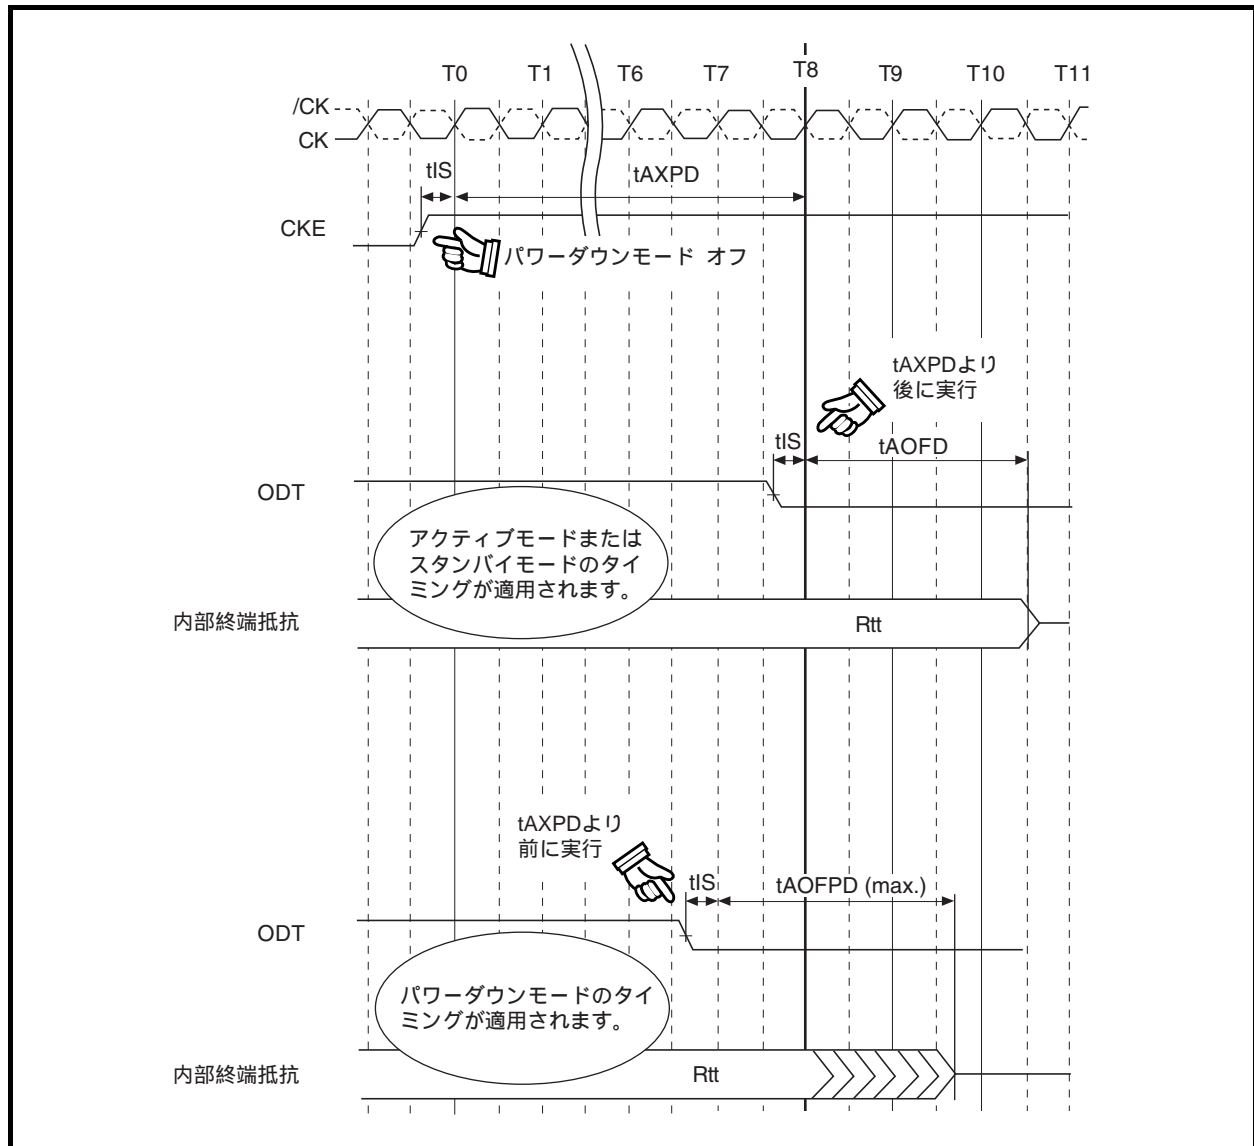 T0 T1 T6 T7 T8 T9 T10 T11
/CK
CK
tIS
tAXPD
CKE
パワーダウンモード オフ
tAXPDより
後に実行
tIS
tAOFD
ODT
アクティブモードまたは
スタンバイモードのタイ
ミングが適用されます。
内部終端抵抗
Rtt
tAXPDより
前に実行
tIS
tAOFPD (max.)
ODT
パワーダウンモードのタイ
ミングが適用されます。
内部終端抵抗
Rtt